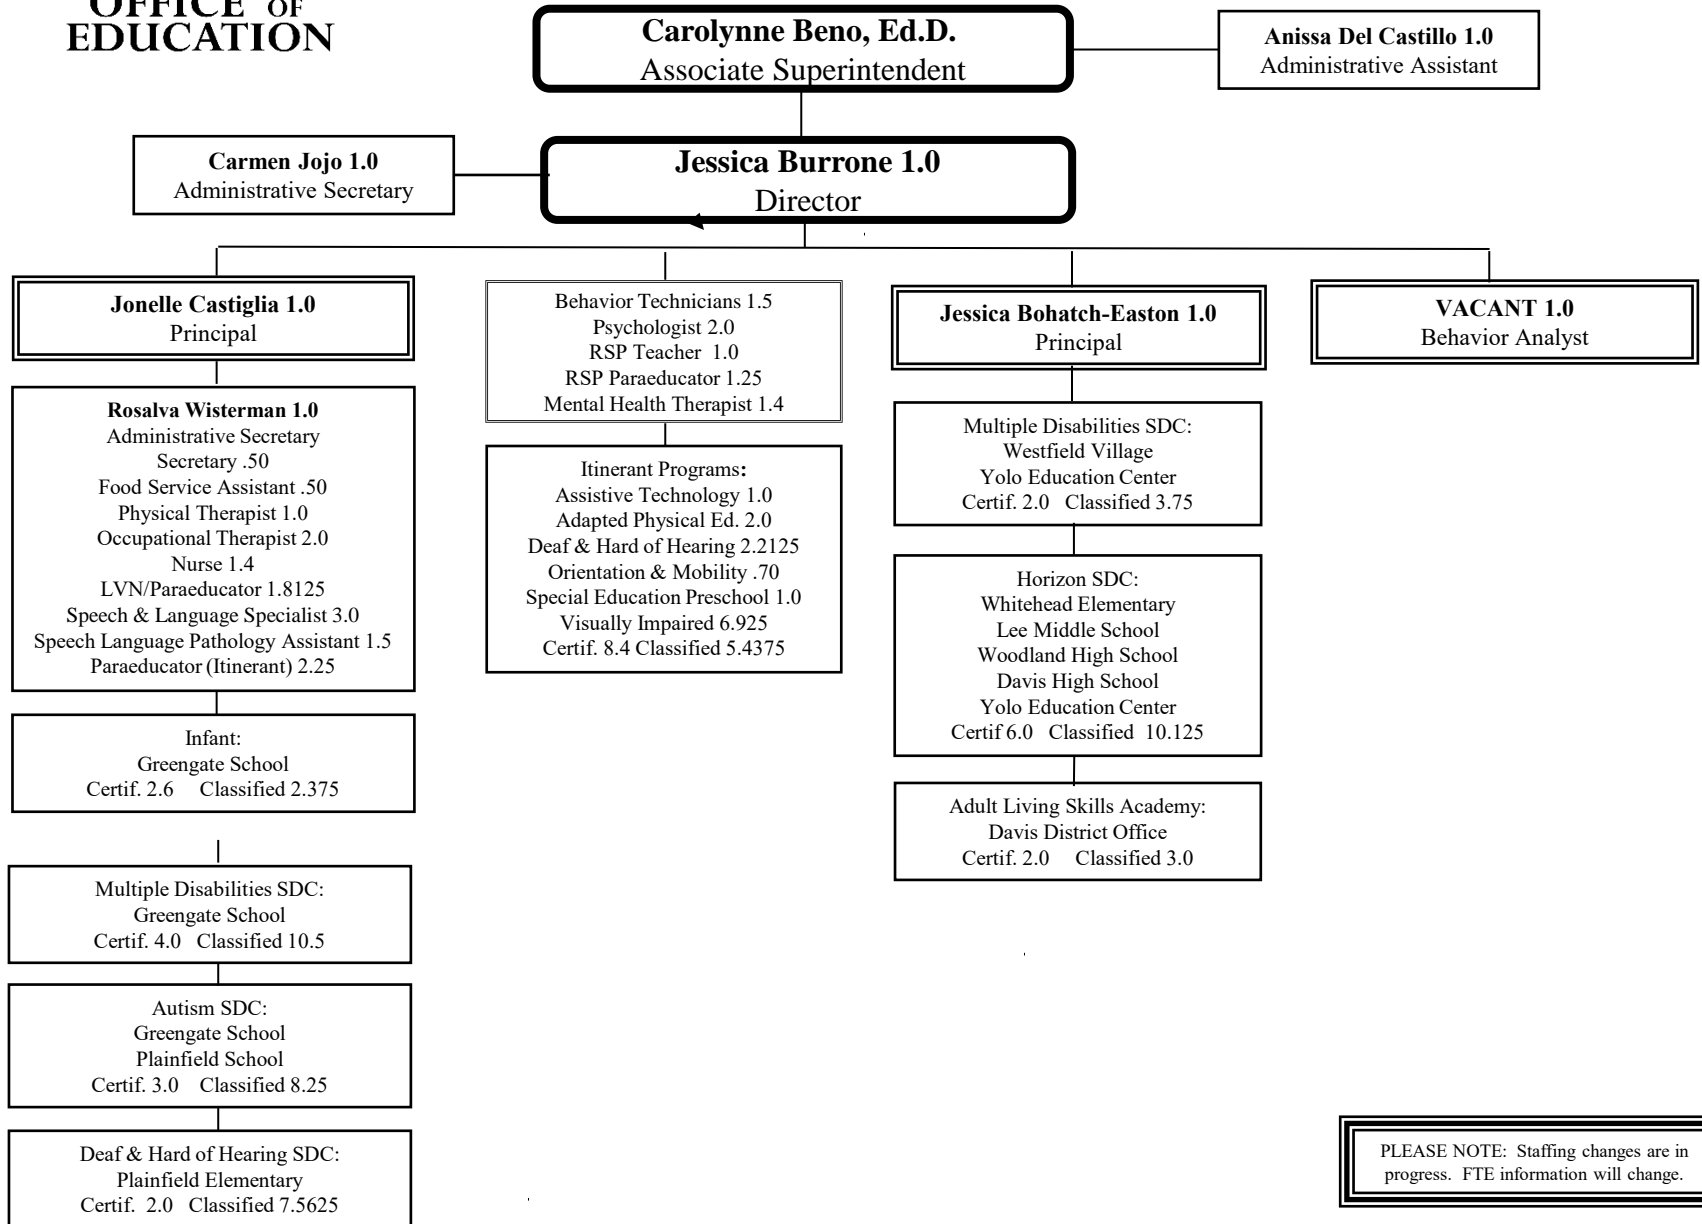 OFFICE OF
EDUCATION
Carolynne Beno, Ed.D.
Associate Superintendent
Anissa Del Castillo 1.0
Administrative Assistant
Carmen Jojo 1.0
Administrative Secretary
Jessica Burrone 1.0
Director
Jonelle Castiglia 1.0
Principal
Rosalva Wisterman 1.0
Administrative Secretary
Secretary .50
Food Service Assistant .50
Physical Therapist 1.0
Occupational Therapist 2.0
Nurse 1.4
LVN/Paraeducator 1.8125
Speech & Language Specialist 3.0
Speech Language Pathology Assistant 1.5
Paraeducator (Itinerant) 2.25
Infant:
Greengate School
Certif. 2.6 Classified 2.375
Multiple Disabilities SDC:
Greengate School
Certif. 4.0 Classified 10.5
Autism SDC:
Greengate School
Plainfield School
Certif. 3.0 Classified 8.25
Deaf & Hard of Hearing SDC:
Plainfield Elementary
Certif. 2.0 Classified 7.5625
Behavior Technicians 1.5
Psychologist 2.0
RSP Teacher 1.0
RSP Paraeducator 1.25
Mental Health Therapist 1.4
Itinerant Programs:
Assistive Technology 1.0
Adapted Physical Ed. 2.0
Deaf & Hard of Hearing 2.2125
Orientation & Mobility .70
Special Education Preschool 1.0
Visually Impaired 6.925
Certif. 8.4 Classified 5.4375
Jessica Bohatch-Easton 1.0
Principal
Multiple Disabilities SDC:
Westfield Village
Yolo Education Center
Certif. 2.0 Classified 3.75
Horizon SDC:
Whitehead Elementary
Lee Middle School
Woodland High School
Davis High School
Yolo Education Center
Certif 6.0 Classified 10.125
Adult Living Skills Academy:
Davis District Office
Certif. 2.0 Classified 3.0
VACANT 1.0
Behavior Analyst
PLEASE NOTE: Staffing changes are in
progress. FTE information will change.